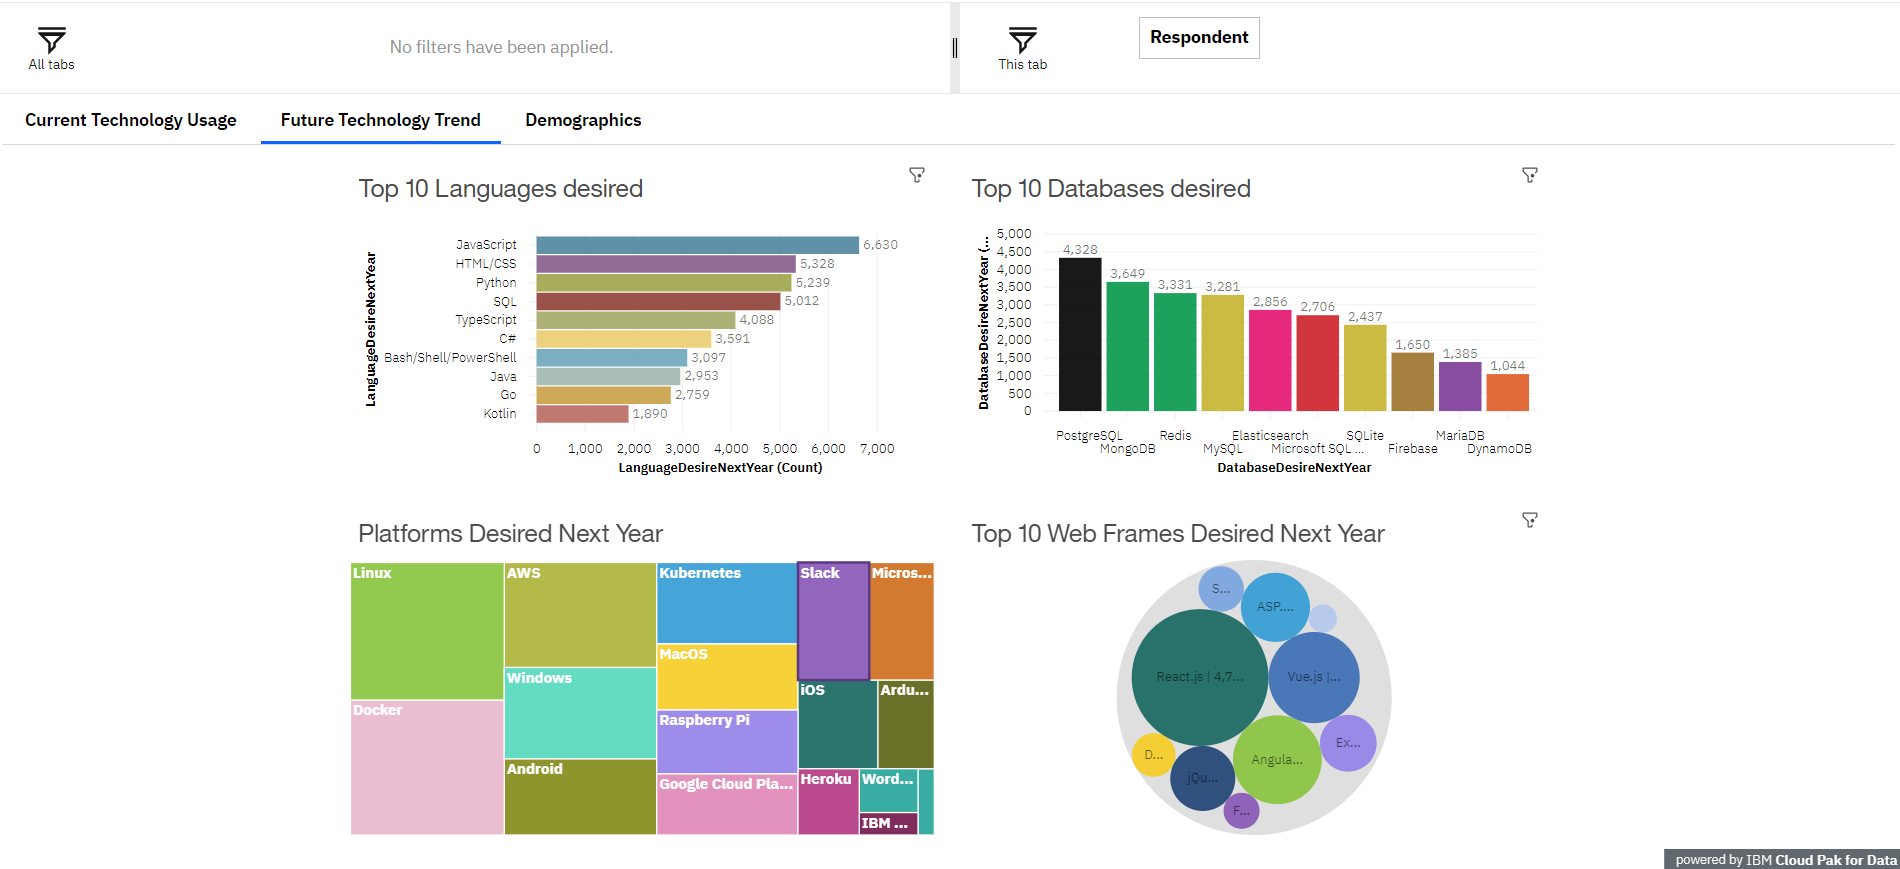 All tabs
No filters have been applied.
This tab
Respondent
Current Technology Usage
Future Technology Trend
Demographics
Top 10 Languages desired
LanguageDesireNextYear
JavaScript 6,630
HTML/CSS 5,328
Python 5,239
SQL 5,012
TypeScript 4,088
C# 3,591
Bash/Shell/PowerShell 3,097
Java 2,953
Go 2,759
Kotlin 1,890
0 1,000 2,000 3,000 4,000 5,000 6,000 7,000
LanguageDesireNextYear (Count)
Top 10 Databases desired
DatabaseDesireNextYear (...
5,000
4,500
4,000
3,500
3,000
2,500
2,000
1,500
1,000
500
0
4,328
3,649
3,331
3,281
2,856
2,706
2,437
1,650
1,385
1,044
PostgreSQL
MongoDB
Redis
MySQL
Elasticsearch
Microsoft SQL ...
SQLite
Firebase
MariaDB
DynamoDB
DatabaseDesireNextYear
Platforms Desired Next Year
Linux
Docker
AWS
Windows
Android
Kubernetes
MacOS
Raspberry Pi
Google Cloud Pla...
Slack
Micros...
iOS
Ardu...
Heroku
Word...
IBM ...
Top 10 Web Frames Desired Next Year
S...
ASP....
React.js | 4,7...
Vue.js |...
D...
jQu...
Angula...
Ex...
F...
powered by IBM Cloud Pak for Data